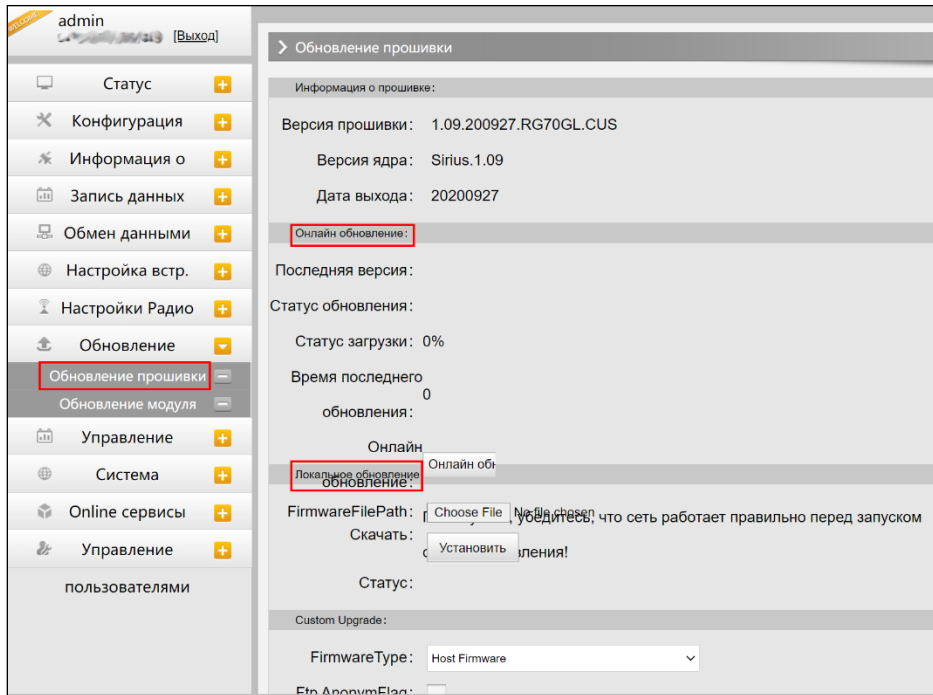 WELCOME
admin
[Выход]
Статус
Конфигурация
Информация о
Запись данных
Обмен данными
Настройка встр.
Настройки Радио
Обновление
Обновление прошивки
Обновление модуля
Управление
Система
Online сервисы
Управление
пользователями
Обновление прошивки
Информация о прошивке:
Версия прошивки: 1.09.200927.RG70GL.CUS
Версия ядра: Sirius.1.09
Дата выхода: 20200927
Онлайн обновление:
Последняя версия:
Статус обновления:
Статус загрузки: 0%
Время последнего
обновления: 0
Онлайн
обновление: Онлайн обн
Локальное обновление
FirmwareFilePath: Choose File No file chosen
убедитесь, что сеть работает правильно перед запуском
Скачать: Установить
Статус:
Custom Upgrade:
FirmwareType: Host Firmware
Ftp AnonymFlag: